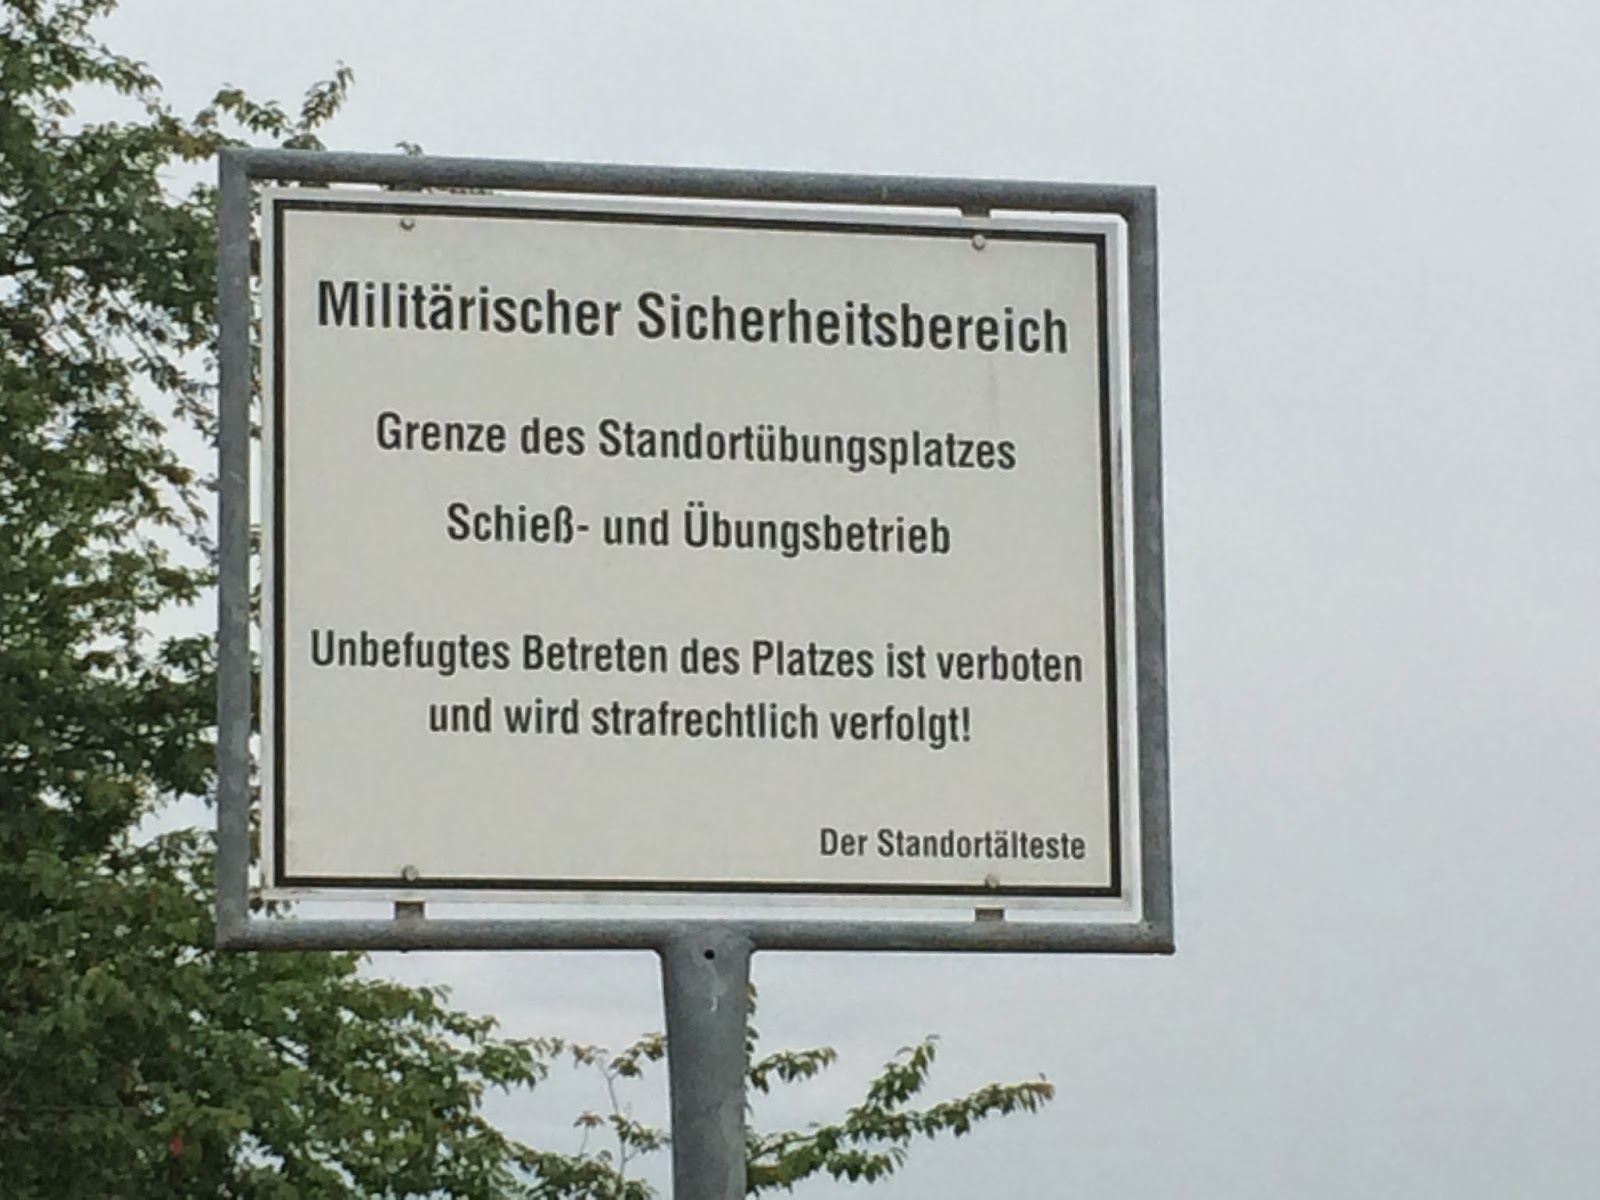 Militärischer Sicherheitsbereich
Grenze des Standortübungsplatzes
Schieß- und Übungsbetrieb
Unbefugtes Betreten des Platzes ist verboten
und wird strafrechtlich verfolgt!
Der Standortälteste